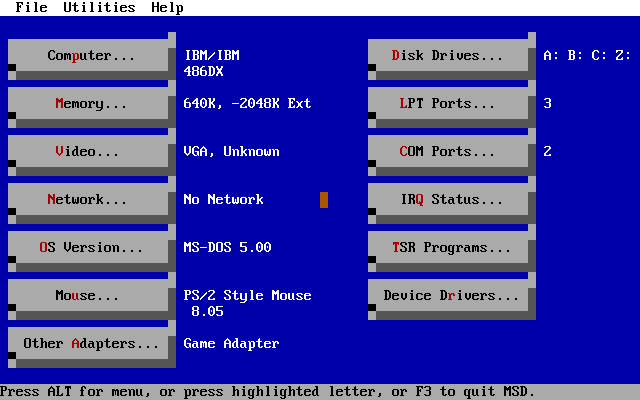 File  Utilities  Help
Computer...  IBM/IBM  Disk Drives...  A: B: C: Z:
486DX
Memory...  640K, -2048K Ext  LPT Ports...  3
Video...  VGA, Unknown  COM Ports...  2
Network...  No Network  IRQ Status...
OS Version...  MS-DOS 5.00  TSR Programs...
Mouse...  PS/2 Style Mouse  Device Drivers...
8.05
Other Adapters...  Game Adapter
Press ALT for menu, or press highlighted letter, or F3 to quit MSD.